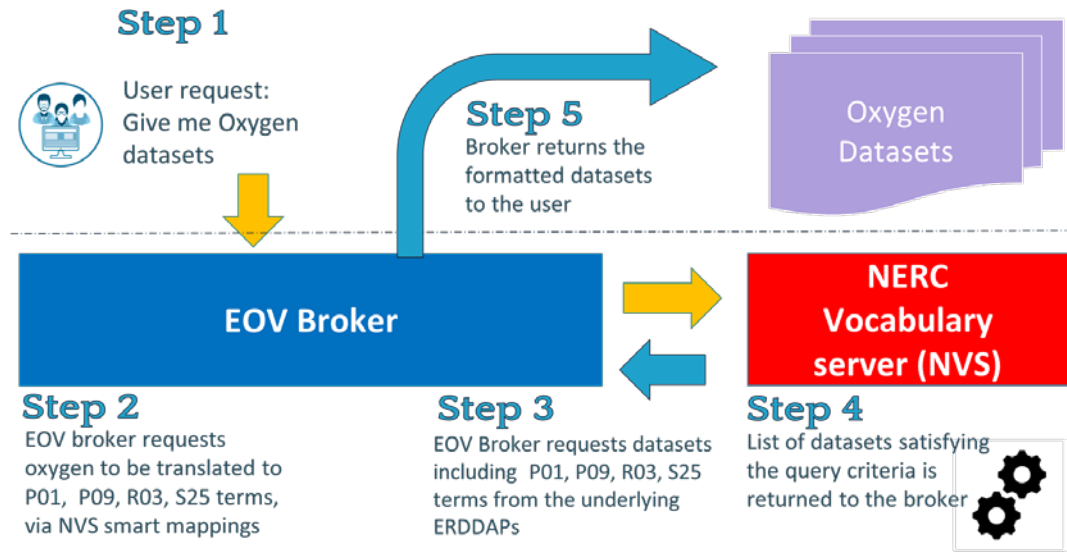 Step 1
User request:
Give me Oxygen
datasets
Step 5
Broker returns the
formatted datasets
to the user
Oxygen
Datasets
EOV Broker
NERC
Vocabulary
server (NVS)
Step 2
EOV broker requests
oxygen to be translated to
P01, P09, R03, S25 terms,
via NVS smart mappings
Step 3
EOV Broker requests datasets
including P01, P09, R03, S25
terms from the underlying
ERDDAPs
Step 4
List of datasets satisfying
the query criteria is
returned to the broker